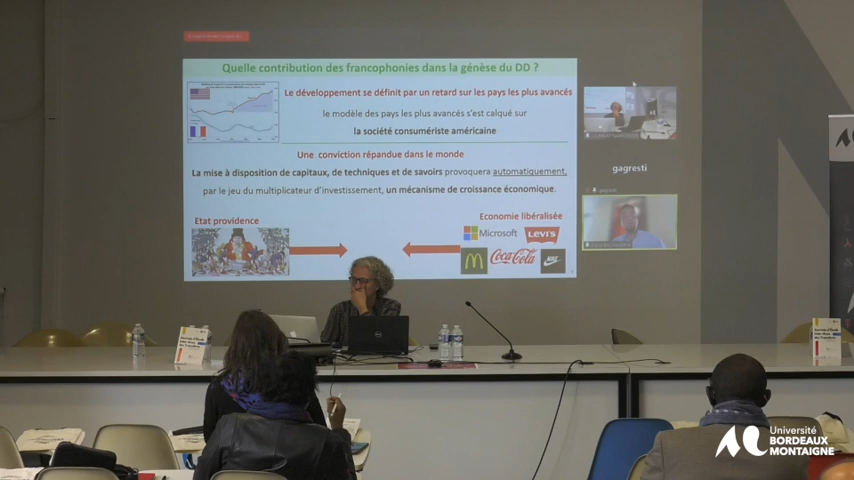 Quelle contribution des francophonies dans la génèse du DD ?
Le développement se définit par un retard sur les pays les plus avancés
le modèle des pays les plus avancés s'est calqué sur
la société consumériste américaine
Une conviction répandue dans le monde
La mise à disposition de capitaux, de techniques et de savoirs provoquera automatiquement,
par le jeu du multiplicateur d'investissement, un mécanisme de croissance économique.
Etat providence
Economie libéralisée
Microsoft
LEVI'S
Coca-Cola
NIKE
gagresti
gagresti
DELL
Université
BORDEAUX
MONTAIGNE